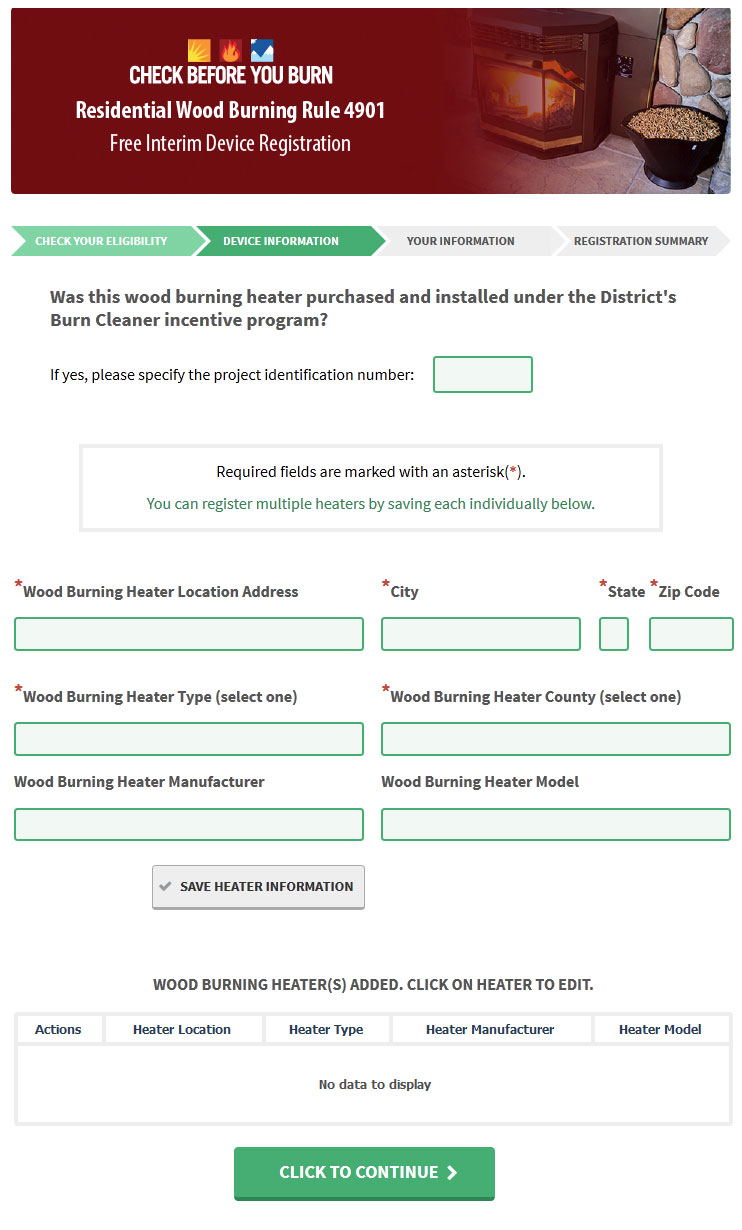 CHECK BEFORE YOU BURN
Residential Wood Burning Rule 4901
Free Interim Device Registration
CHECK YOUR ELIGIBILITY
DEVICE INFORMATION
YOUR INFORMATION
REGISTRATION SUMMARY
Was this wood burning heater purchased and installed under the District's
Burn Cleaner incentive program?
If yes, please specify the project identification number:
Required fields are marked with an asterisk(*).
You can register multiple heaters by saving each individually below.
*Wood Burning Heater Location Address
*City
*State
*Zip Code
*Wood Burning Heater Type (select one)
*Wood Burning Heater County (select one)
Wood Burning Heater Manufacturer
Wood Burning Heater Model
SAVE HEATER INFORMATION
WOOD BURNING HEATER(S) ADDED. CLICK ON HEATER TO EDIT.
Actions
Heater Location
Heater Type
Heater Manufacturer
Heater Model
No data to display
CLICK TO CONTINUE